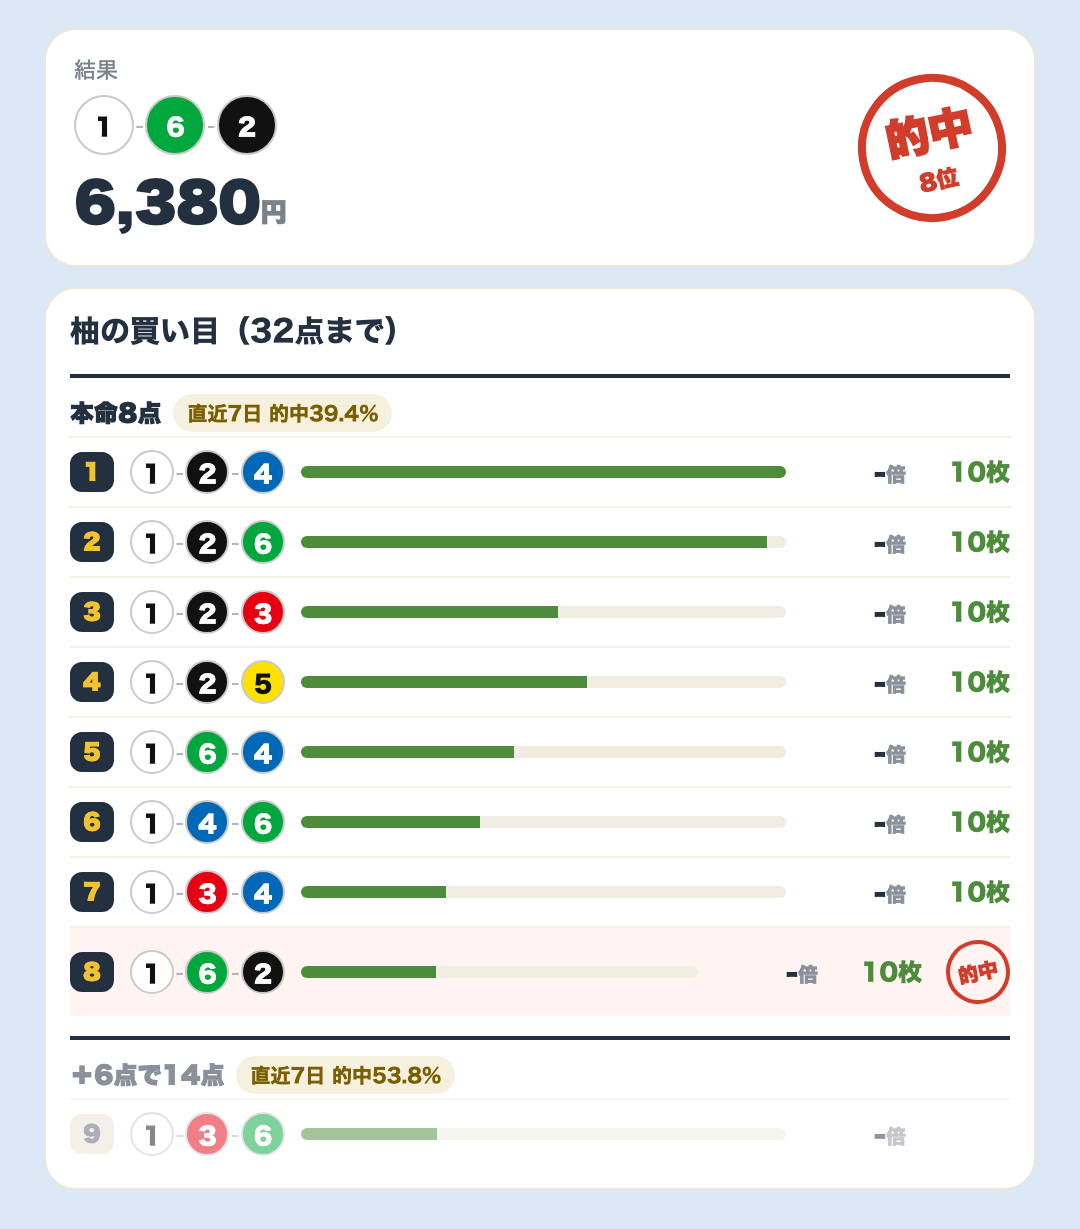 結果
1-6-2
6,380円
的中
8位
柚の買い目（32点まで）
本命8点 直近7日 的中39.4%
1 1-2-4 -倍 10枚
2 1-2-6 -倍 10枚
3 1-2-3 -倍 10枚
4 1-2-5 -倍 10枚
5 1-6-4 -倍 10枚
6 1-4-6 -倍 10枚
7 1-3-4 -倍 10枚
8 1-6-2 -倍 10枚 的中
+6点で14点 直近7日 的中53.8%
9 1-3-6 -倍